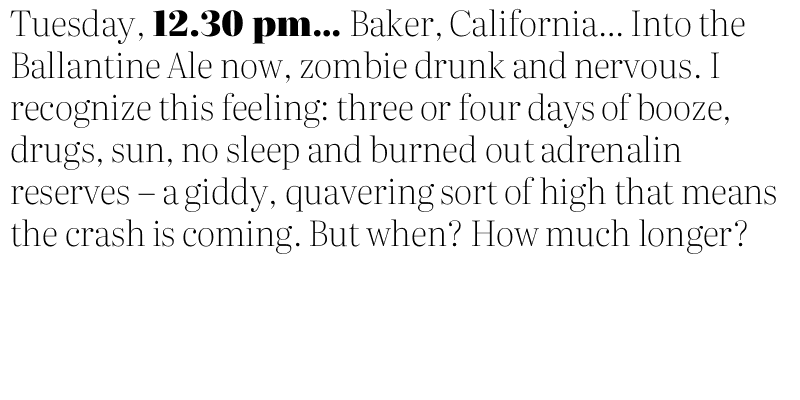 Tuesday, 12.30 pm... Baker, California... Into the
Ballantine Ale now, zombie drunk and nervous. I
recognize this feeling: three or four days of booze,
drugs, sun, no sleep and burned out adrenalin
reserves – a giddy, quavering sort of high that means
the crash is coming. But when? How much longer?